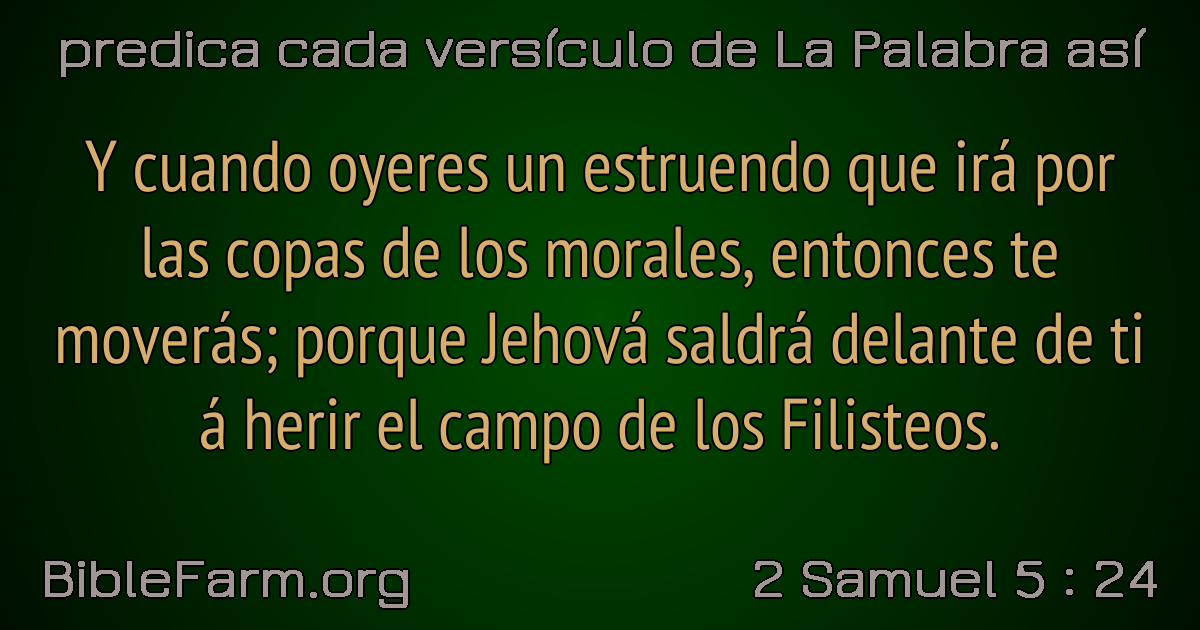 predica cada versículo de La Palabra así
Y cuando oyeres un estruendo que irá por
las copas de los morales, entonces te
moverás; porque Jehová saldrá delante de ti
á herir el campo de los Filisteos.
BibleFarm.org
2 Samuel 5 : 24